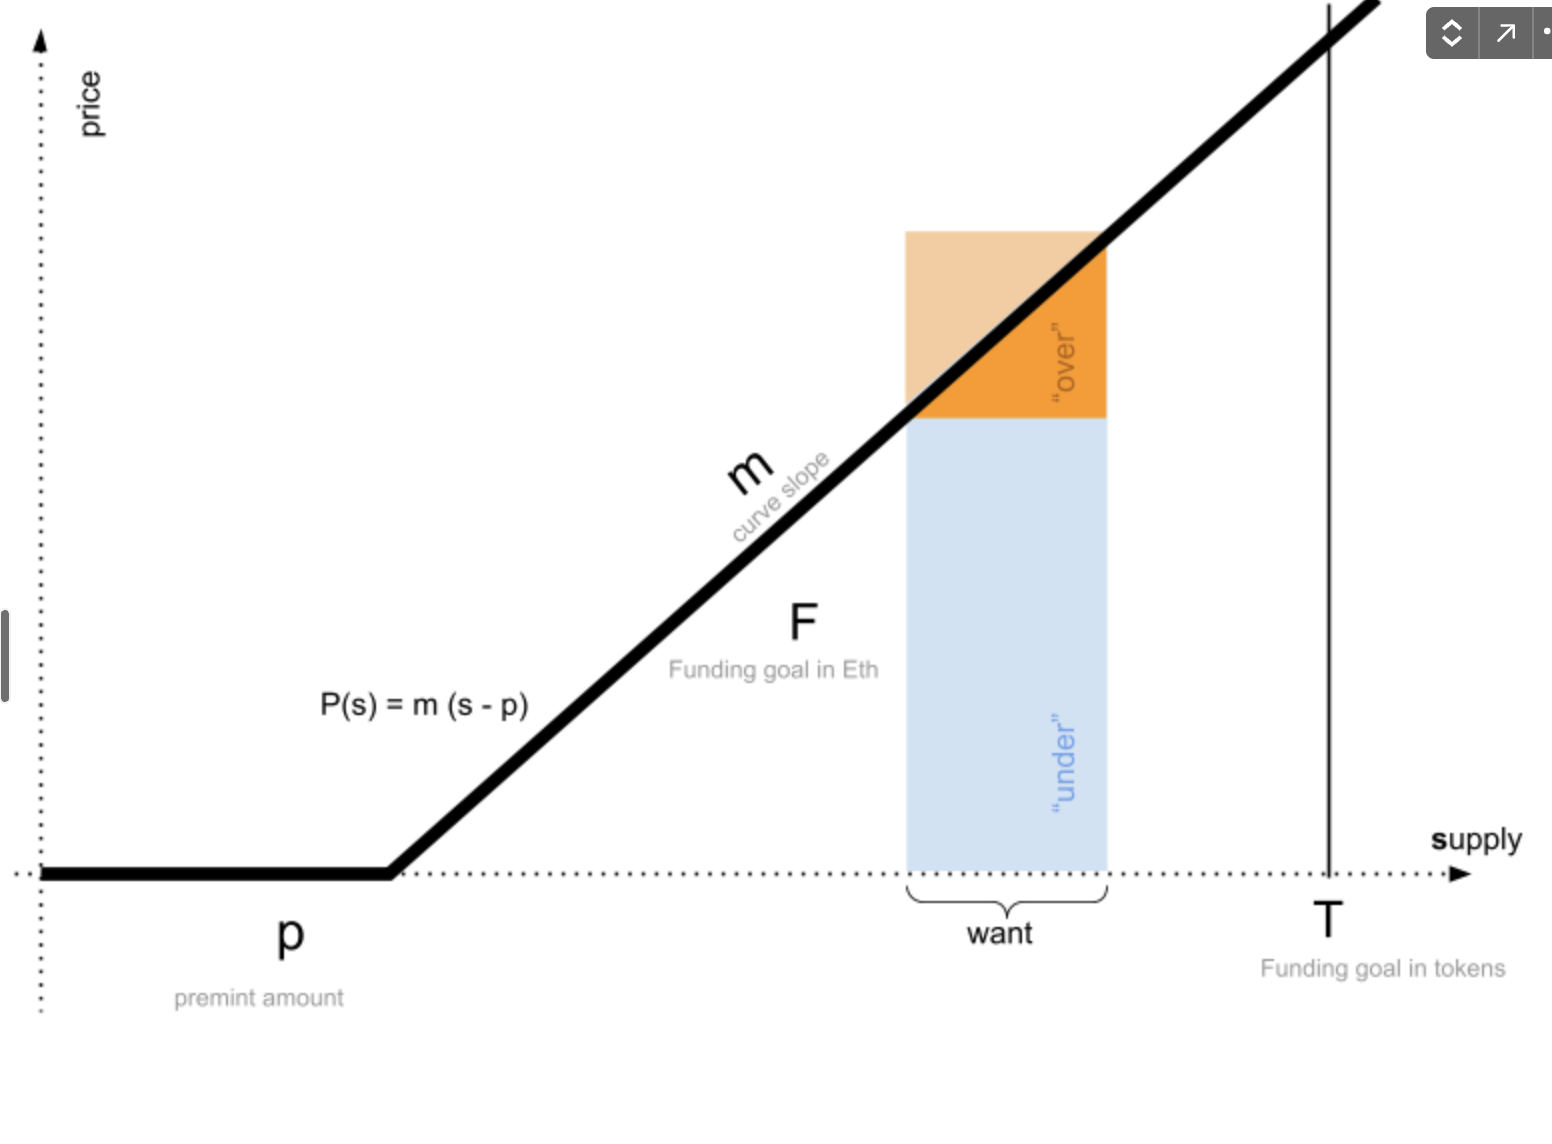 price
"over"
m
curve slope
F
Funding goal in Eth
P(s) = m (s - p)
"under"
supply
p
premint amount
want
T
Funding goal in tokens